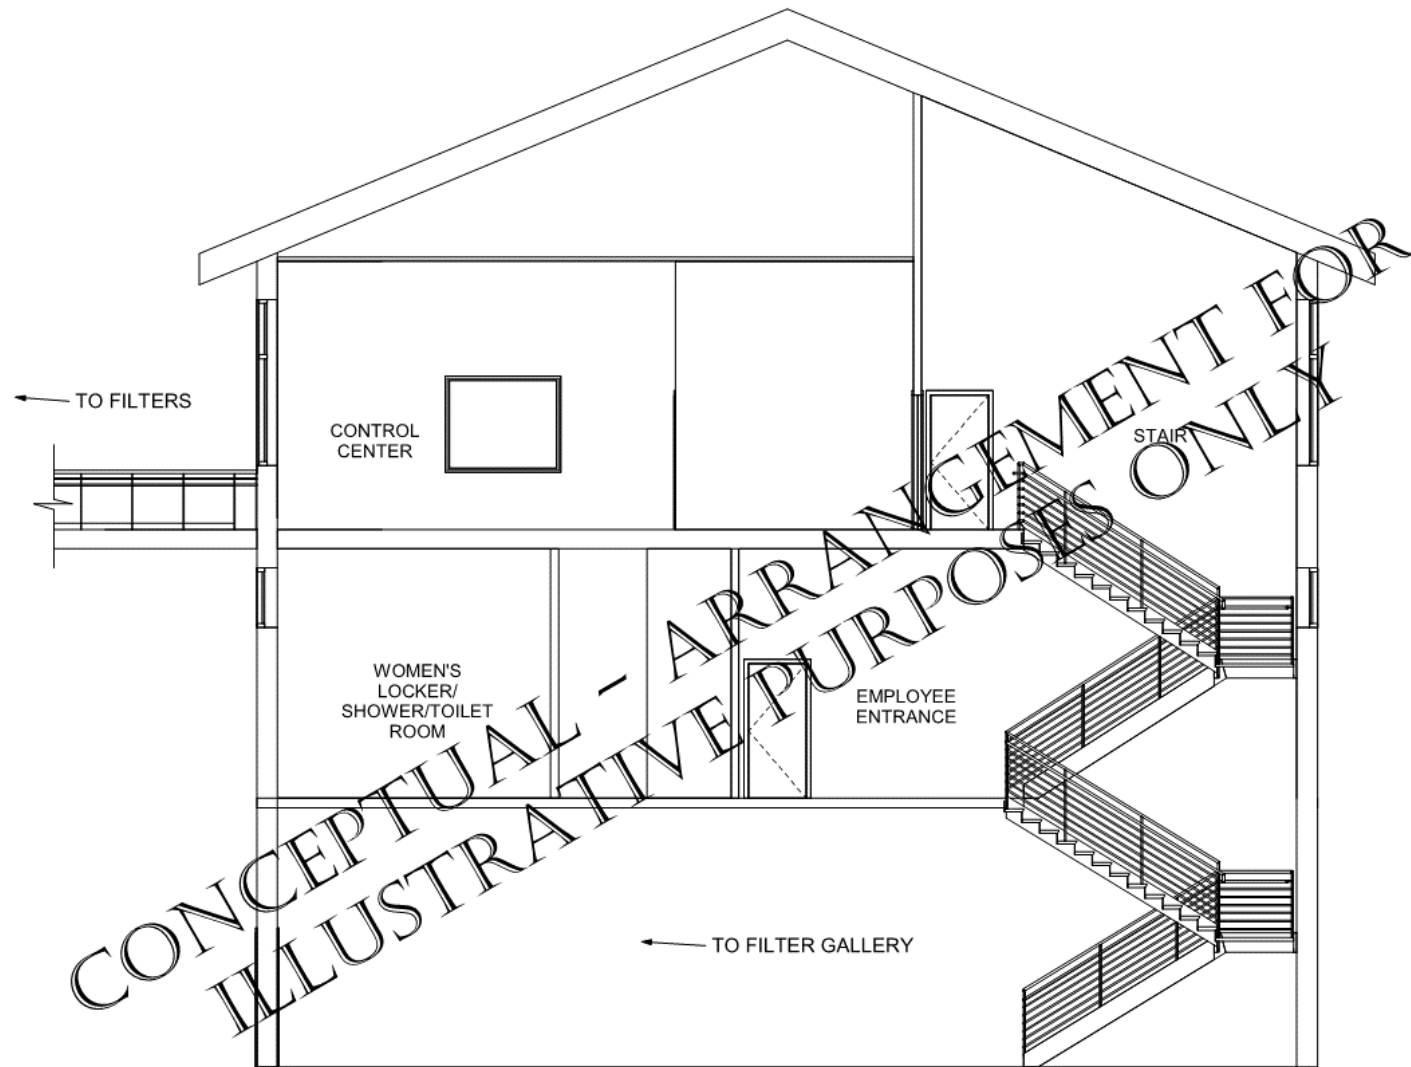 TO FILTERS
CONTROL
CENTER
STAIR
WOMEN'S
LOCKER/
SHOWER/TOILET
ROOM
EMPLOYEE
ENTRANCE
TO FILTER GALLERY
CONCEPTUAL - ARRANGEMENT FOR
ILLUSTRATIVE PURPOSES ONLY